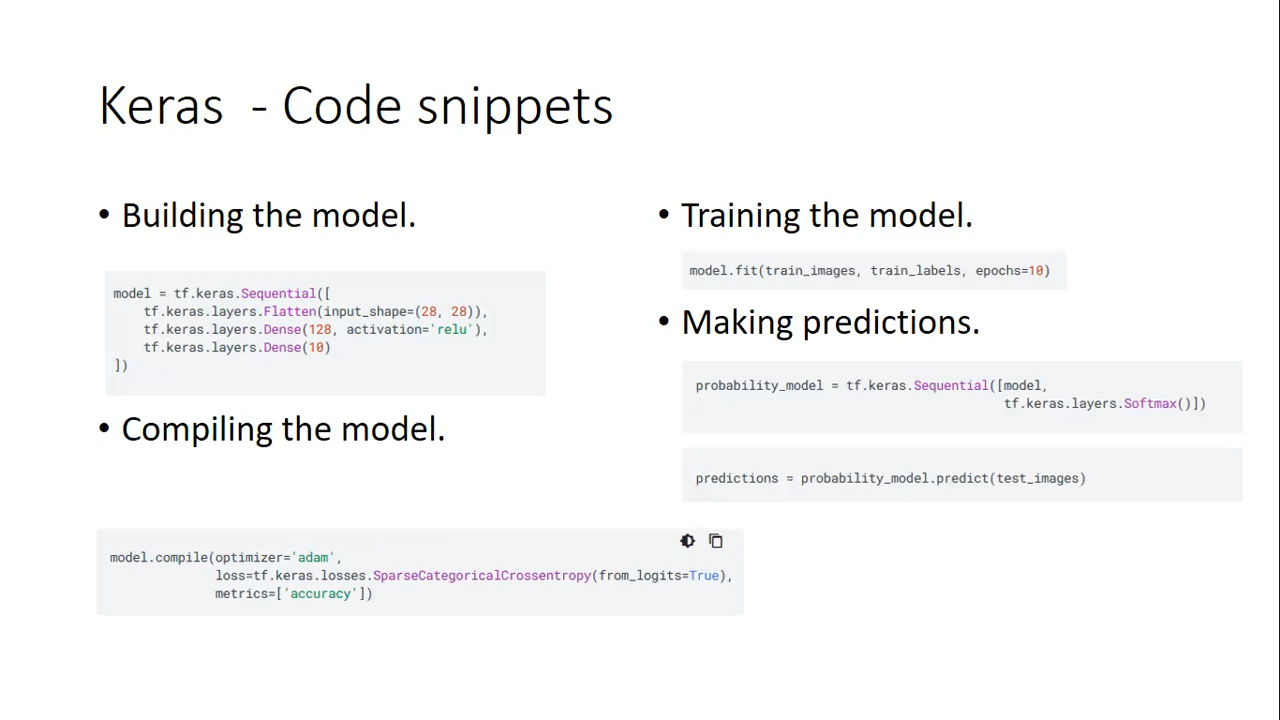 Keras  - Code snippets
• Building the model.
model = tf.keras.Sequential([
    tf.keras.layers.Flatten(input_shape=(28, 28)),
    tf.keras.layers.Dense(128, activation='relu'),
    tf.keras.layers.Dense(10)
])
• Compiling the model.
model.compile(optimizer='adam',
              loss=tf.keras.losses.SparseCategoricalCrossentropy(from_logits=True),
              metrics=['accuracy'])
• Training the model.
model.fit(train_images, train_labels, epochs=10)
• Making predictions.
probability_model = tf.keras.Sequential([model,
                                         tf.keras.layers.Softmax()])
predictions = probability_model.predict(test_images)